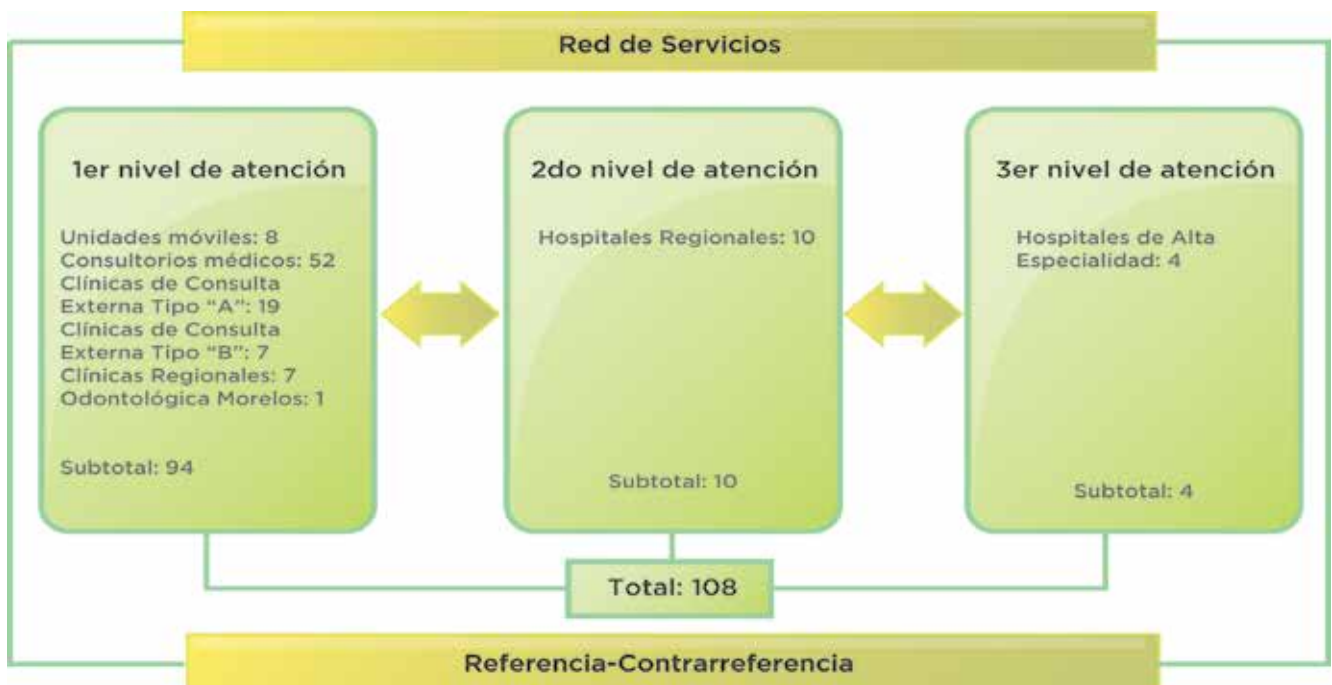 Red de Servicios
1er nivel de atención
Unidades móviles: 8
Consultorios médicos: 52
Clínicas de Consulta
Externa Tipo “A”: 19
Clínicas de Consulta
Externa Tipo “B”: 7
Clínicas Regionales: 7
Odontológica Morelos: 1
Subtotal: 94
2do nivel de atención
Hospitales Regionales: 10
Subtotal: 10
3er nivel de atención
Hospitales de Alta
Especialidad: 4
Subtotal: 4
Total: 108
Referencia-Contrarreferencia